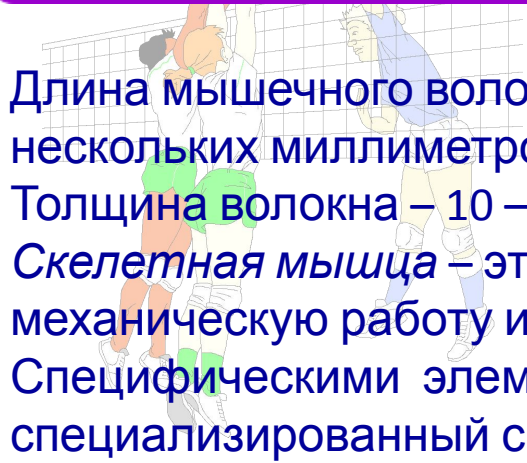 Длина мышечного воло
нескольких миллиметро
Толщина волокна – 10 –
Скелетная мышца – эт
механическую работу и
Специфическими элем
специализированный с